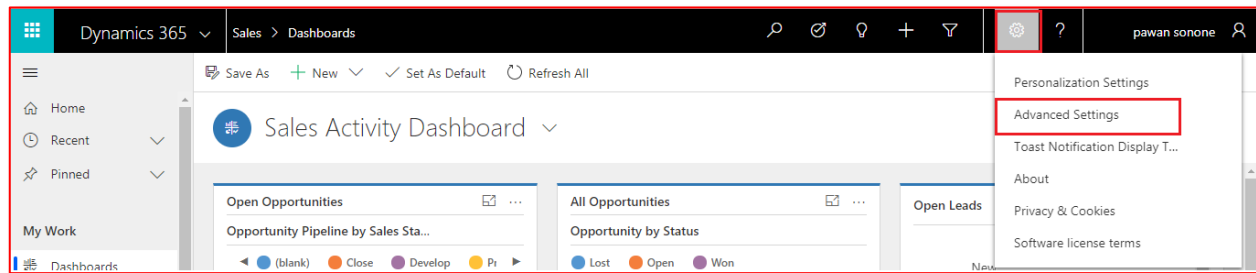 Dynamics 365
Sales > Dashboards
?
pawan sonone
Save As
New
Set As Default
Refresh All
Home
Recent
Pinned
My Work
Dashboards
Sales Activity Dashboard
Open Opportunities
...
Opportunity Pipeline by Sales Sta...
(blank) Close Develop Pr
All Opportunities
...
Opportunity by Status
Lost Open Won
Open Leads
New
Personalization Settings
Advanced Settings
Toast Notification Display T...
About
Privacy & Cookies
Software license terms